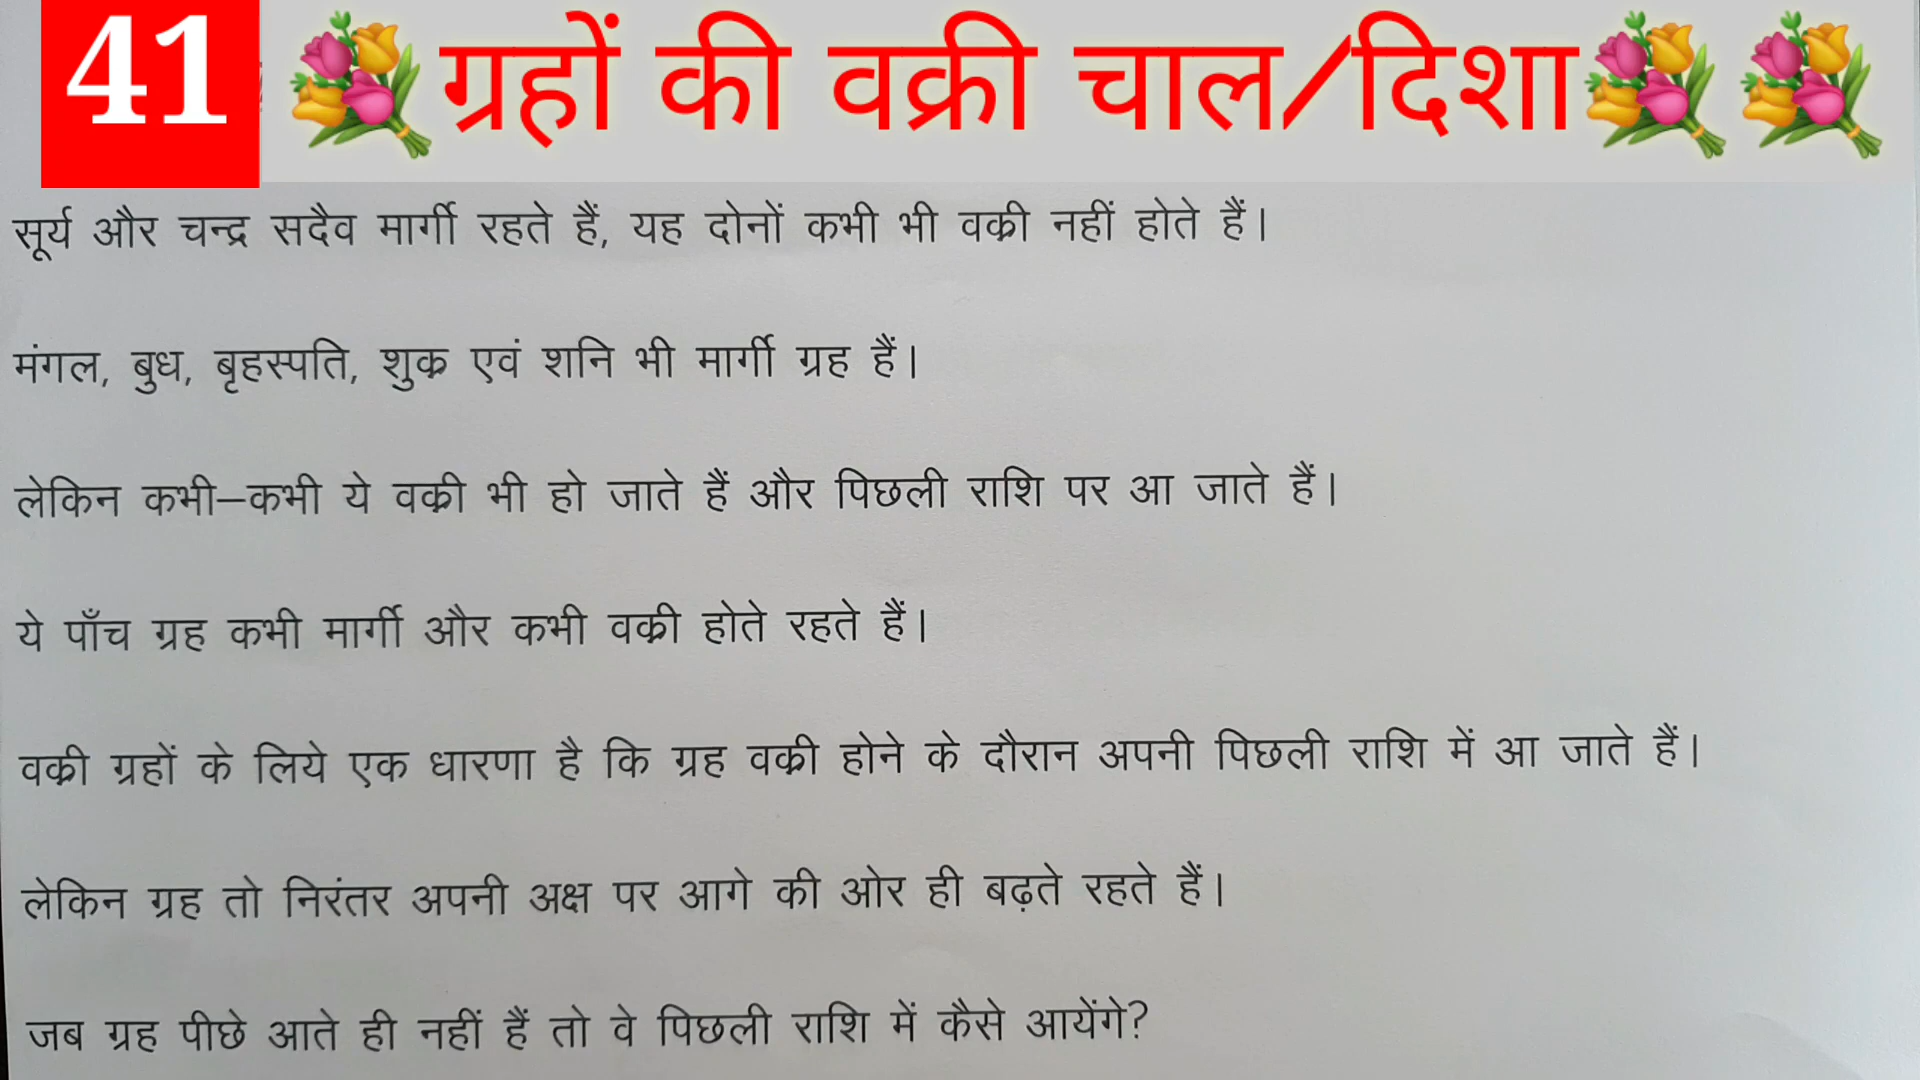 41 ग्रहों की वक्री चाल/दिशा
सूर्य और चन्द्र सदैव मार्गी रहते हैं, यह दोनों कभी भी वक्री नहीं होते हैं।
मंगल, बुध, बृहस्पति, शुक्र एवं शनि भी मार्गी ग्रह हैं।
लेकिन कभी–कभी ये वक्री भी हो जाते हैं और पिछली राशि पर आ जाते हैं।
ये पाँच ग्रह कभी मार्गी और कभी वक्री होते रहते हैं।
वक्री ग्रहों के लिये एक धारणा है कि ग्रह वक्री होने के दौरान अपनी पिछली राशि में आ जाते हैं।
लेकिन ग्रह तो निरंतर अपनी अक्ष पर आगे की ओर ही बढ़ते रहते हैं।
जब ग्रह पीछे आते ही नहीं हैं तो वे पिछली राशि में कैसे आयेंगे?